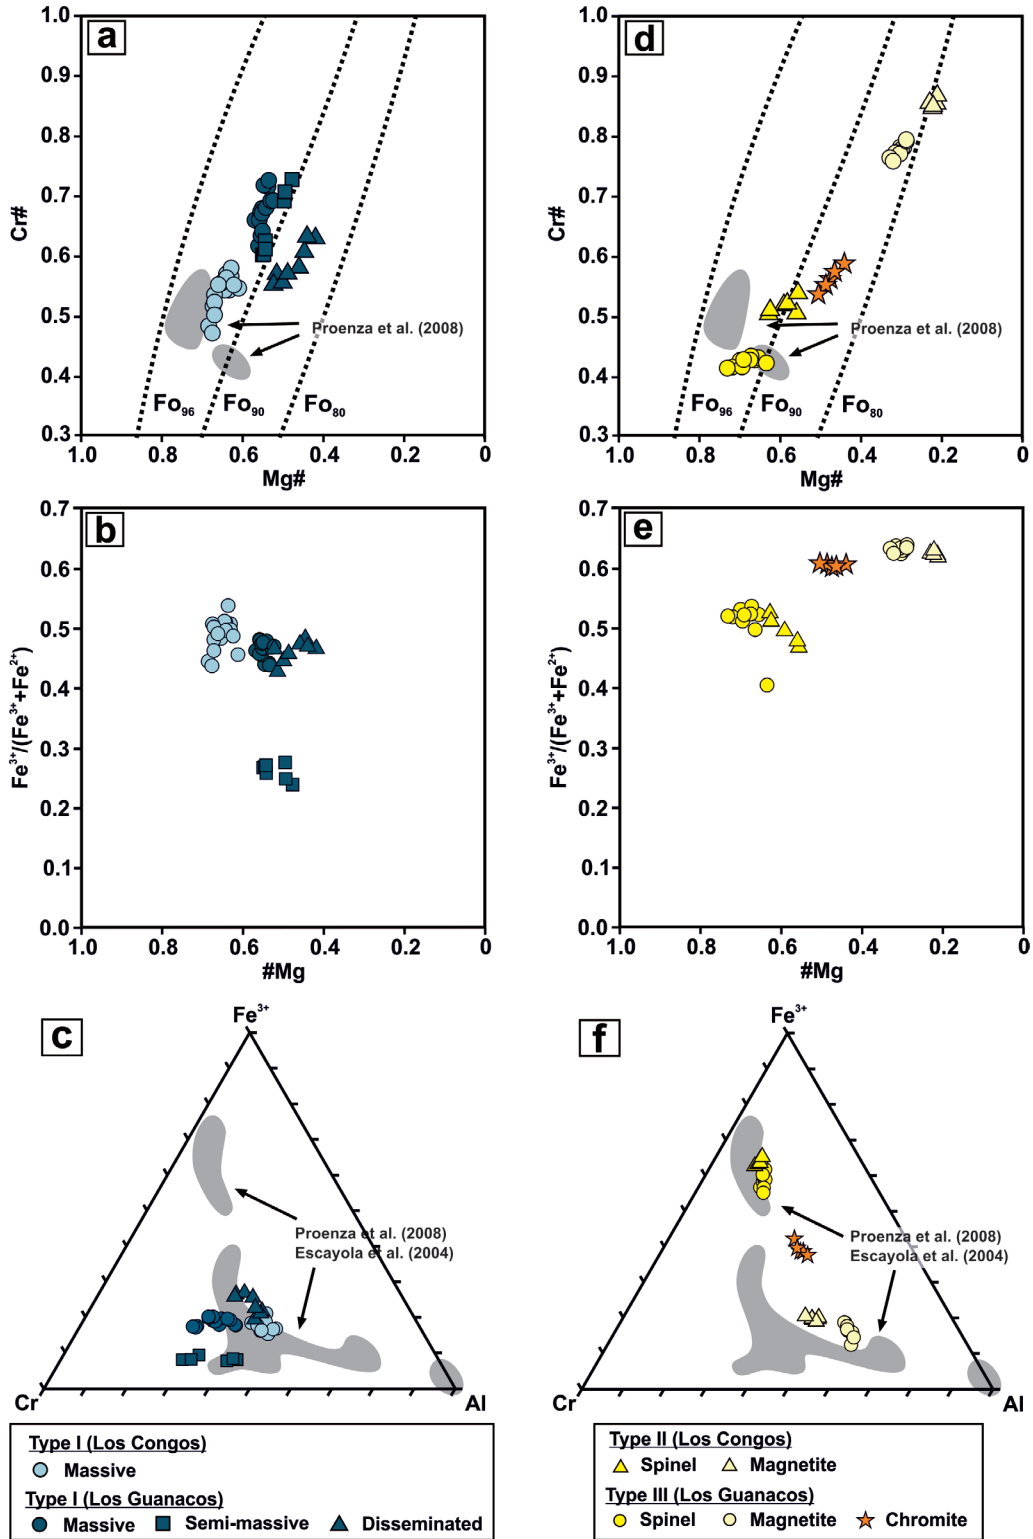 a
1.0
0.9
0.8
0.7
0.6
0.5
0.4
0.3
Cr#
Proenza et al. (2008)
Fo96
Fo90
Fo80
1.0
0.8
0.6
0.4
0.2
0
Mg#
d
1.0
0.9
0.8
0.7
0.6
0.5
0.4
0.3
Cr#
Proenza et al. (2008)
Fo96
Fo90
Fo80
1.0
0.8
0.6
0.4
0.2
0
Mg#
b
0.7
0.6
0.5
0.4
0.3
0.2
0.1
0.0
Fe3+/(Fe3++Fe2+)
1.0
0.8
0.6
0.4
0.2
0
#Mg
e
0.7
0.6
0.5
0.4
0.3
0.2
0.1
0.0
Fe3+/(Fe3++Fe2+)
1.0
0.8
0.6
0.4
0.2
0
#Mg
c
Fe3+
Proenza et al. (2008)
Escayola et al. (2004)
Cr
Al
f
Fe3+
Proenza et al. (2008)
Escayola et al. (2004)
Cr
Al
Type I (Los Congos)
Massive
Type I (Los Guanacos)
Massive Semi-massive Disseminated
Type II (Los Congos)
Spinel Magnetite
Type III (Los Guanacos)
Spinel Magnetite Chromite